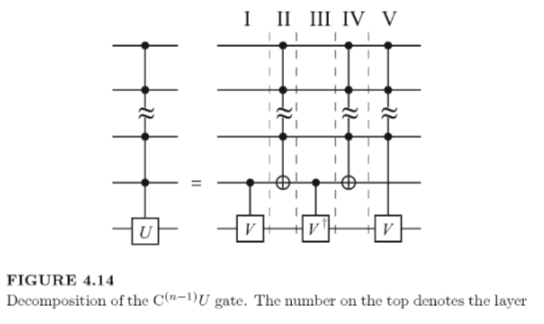 I II III IV V
=
U V V† V
FIGURE 4.14
Decomposition of the C(n−1)U gate. The number on the top denotes the layer